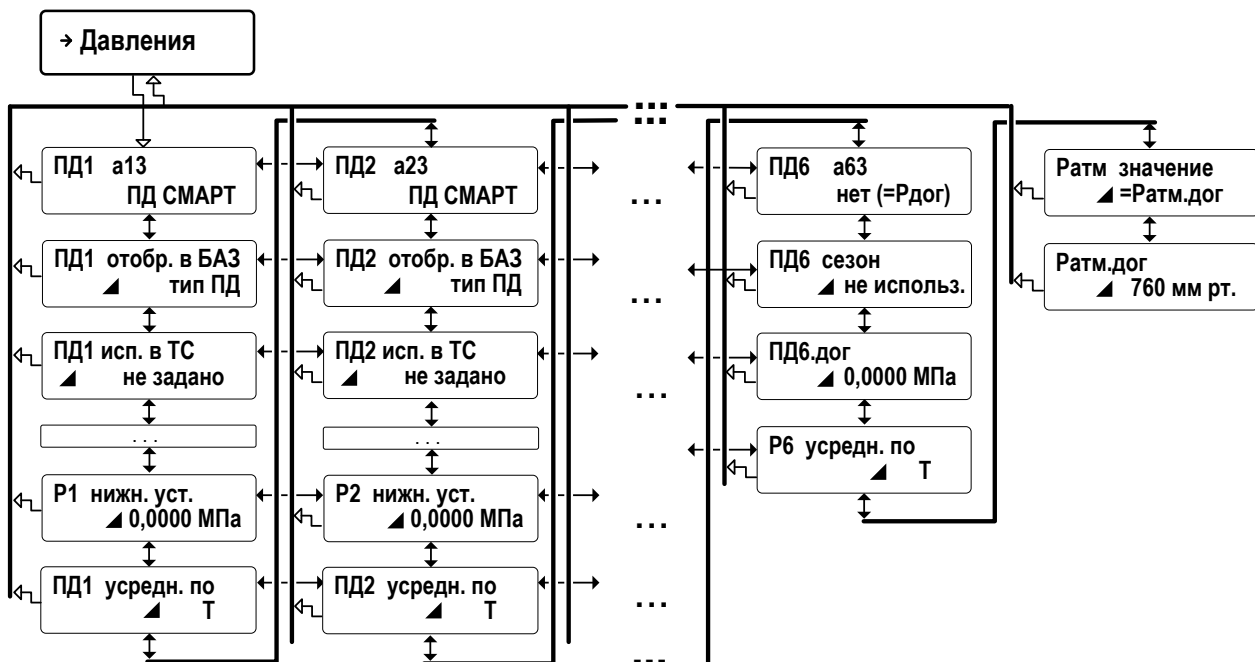 → Давления
ПД1 а13
ПД СМАРТ
ПД1 отобр. в БАЗ
тип ПД
ПД1 исп. в ТС
не задано
. . .
Р1 нижн. уст.
0,0000 МПа
ПД1 усредн. по
Т
ПД2 а23
ПД СМАРТ
ПД2 отобр. в БАЗ
тип ПД
ПД2 исп. в ТС
не задано
. . .
Р2 нижн. уст.
0,0000 МПа
ПД2 усредн. по
Т
...
...
...
...
...
ПД6 а63
нет (=Рдог)
ПД6 сезон
не использ.
ПД6.дог
0,0000 МПа
Р6 усредн. по
Т
Ратм значение
=Ратм.дог
Ратм.дог
760 мм рт.